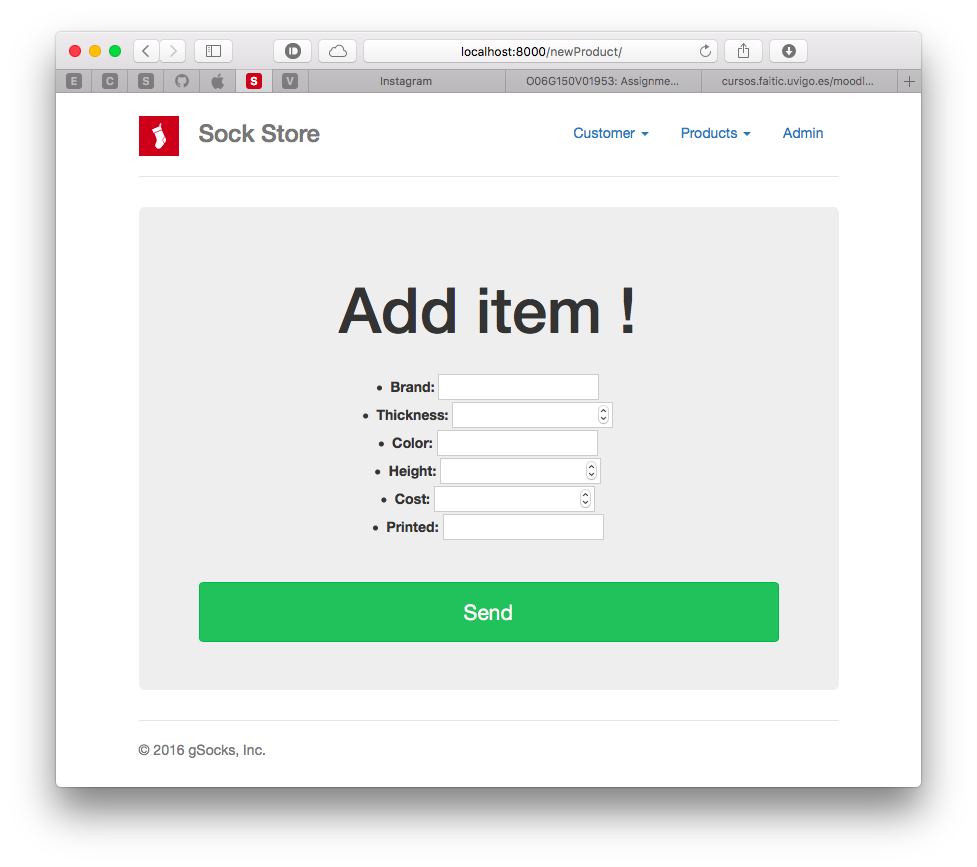 localhost:8000/newProduct/
E C S S V Instagram O06G150V01953: Assignme... cursos.faitic.uvigo.es/moodl...
Sock Store Customer Products Admin
Add item !
• Brand:
• Thickness:
• Color:
• Height:
• Cost:
• Printed:
Send
© 2016 gSocks, Inc.